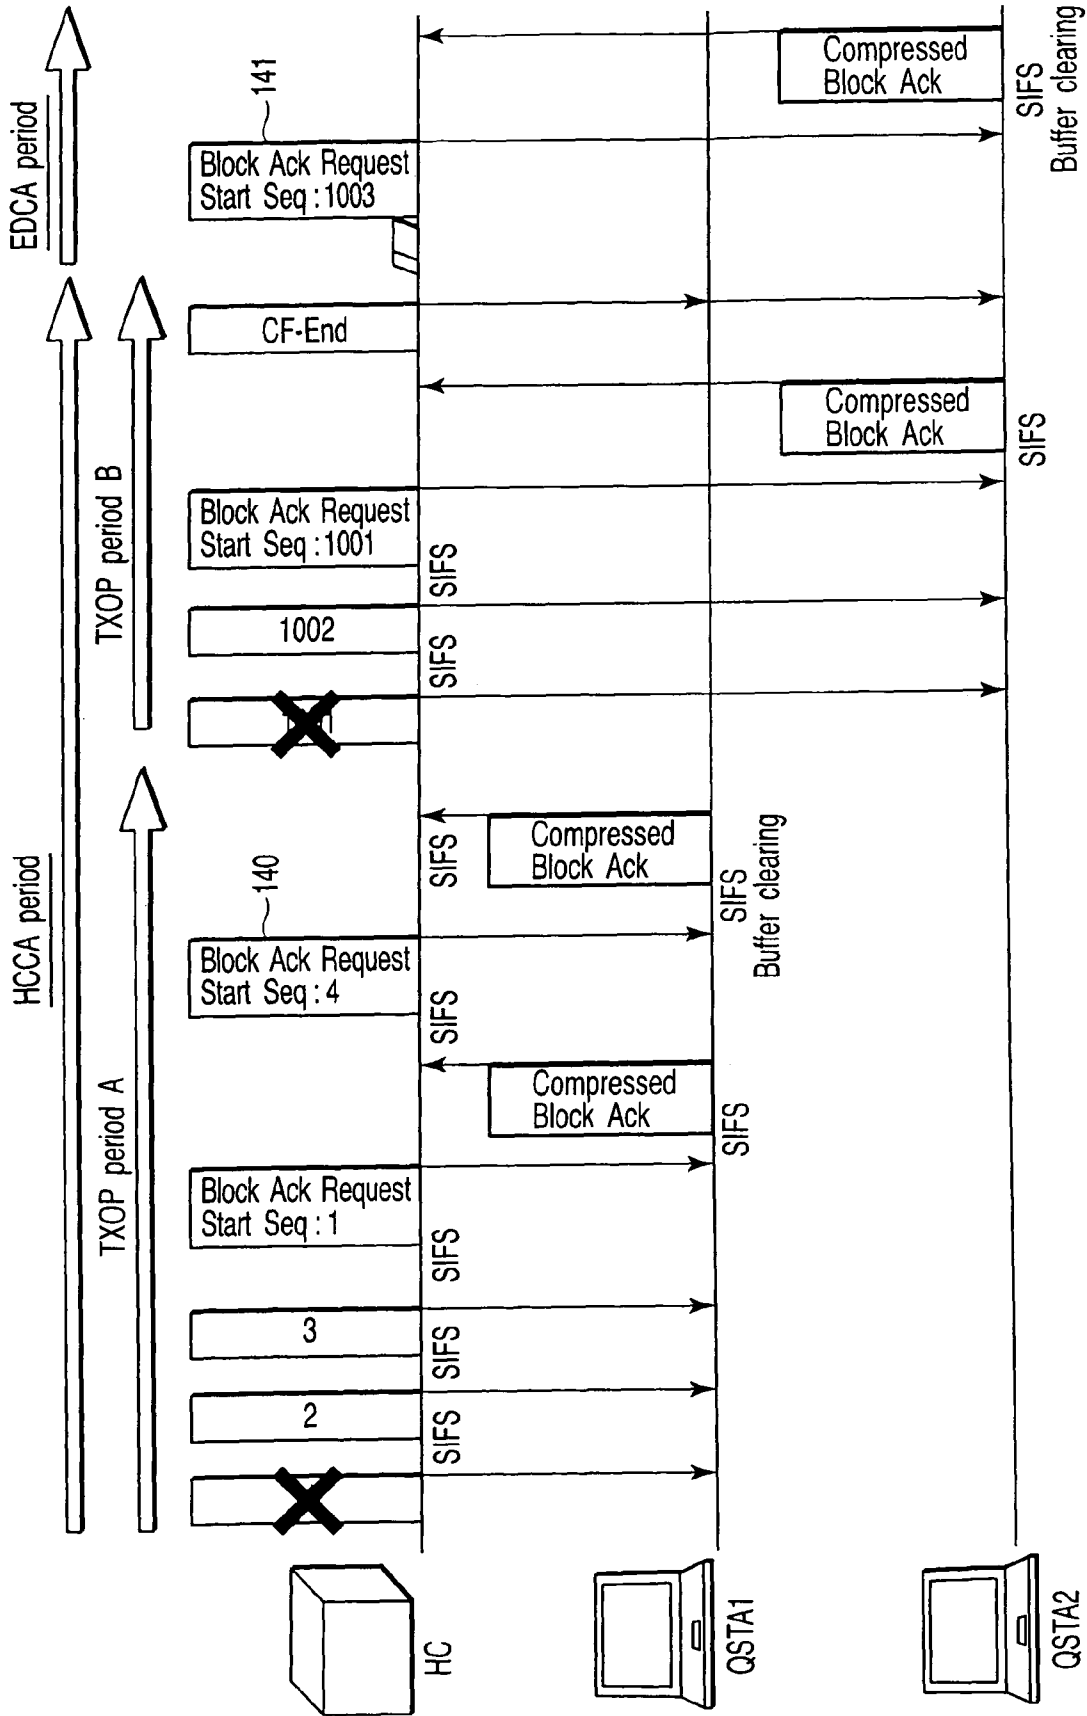 HCCA period
EDCA period
TXOP period A
TXOP period B
2
3
Block Ack Request
Start Seq : 1
Block Ack Request
Start Seq : 4
140
1002
Block Ack Request
Start Seq : 1001
CF-End
Block Ack Request
Start Seq : 1003
141
HC
SIFS
SIFS
SIFS
SIFS
SIFS
SIFS
SIFS
Compressed
Block Ack
Compressed
Block Ack
QSTA1
SIFS
SIFS
Buffer clearing
Compressed
Block Ack
Compressed
Block Ack
QSTA2
SIFS
SIFS
Buffer clearing